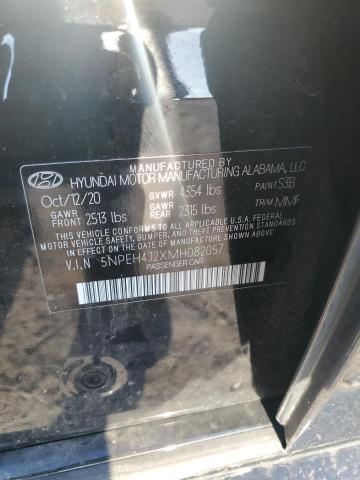 MANUFACTURED BY
HYUNDAI MOTOR MANUFACTURING ALABAMA, LLC
Oct/12/20 GVWR 4354 lbs PAINT S3B
GAWR FRONT 2513 lbs GAWR REAR 2315 lbs TRIM MMF
THIS VEHICLE CONFORMS TO ALL APPLICABLE U.S.A. FEDERAL
MOTOR VEHICLE SAFETY, BUMPER, AND THEFT PREVENTION
STANDARDS IN EFFECT ON THE DATE OF MANUFACTURE SHOWN ABOVE.
V.I.N 5NPEH4J2XMH082057
PASSENGER CAR